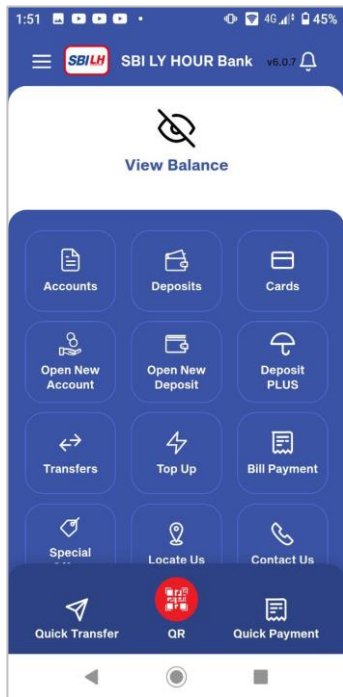 1:51 4G 45%
SBI LH SBI LY HOUR Bank v6.0.7
View Balance
Accounts Deposits Cards
Open New Open New Deposit
Account Deposit PLUS
Transfers Top Up Bill Payment
Special Locate Us Contact Us
Quick Transfer QR Quick Payment